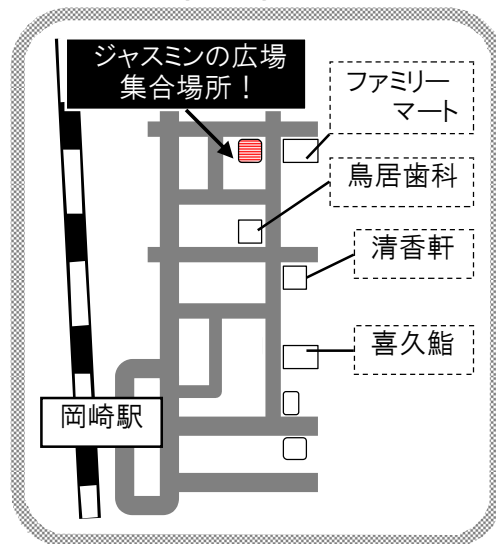 ジャスミンの広場
集合場所！
ファミリー
マート
鳥居歯科
清香軒
喜久鮨
岡崎駅